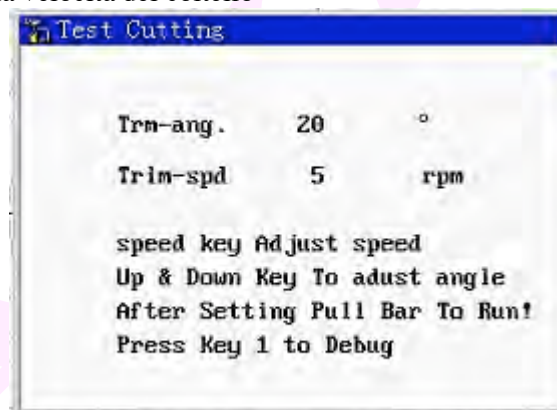 Test Cutting
Trm-ang. 20 °
Trim-spd 5 rpm
speed key Adjust speed
Up & Down Key To adust angle
After Setting Pull Bar To Run!
Press Key 1 to Debug